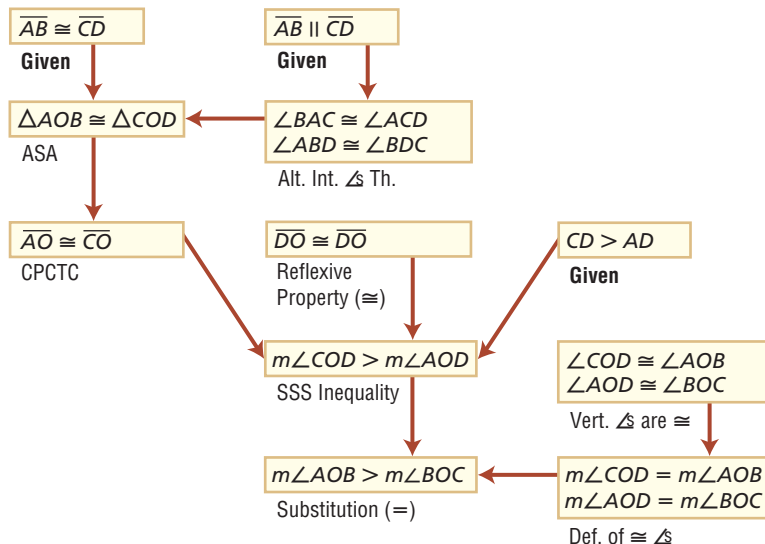 AB ≅ CD
Given
AB || CD
Given
△AOB ≅ △COD
ASA
∠BAC ≅ ∠ACD
∠ABD ≅ ∠BDC
Alt. Int. ∠s Th.
AO ≅ CO
CPCTC
DO ≅ DO
Reflexive
Property (≅)
CD > AD
Given
m∠COD > m∠AOD
SSS Inequality
∠COD ≅ ∠AOB
∠AOD ≅ ∠BOC
Vert. ∠s are ≅
m∠AOB > m∠BOC
Substitution (=)
m∠COD = m∠AOB
m∠AOD = m∠BOC
Def. of ≅ ∠s